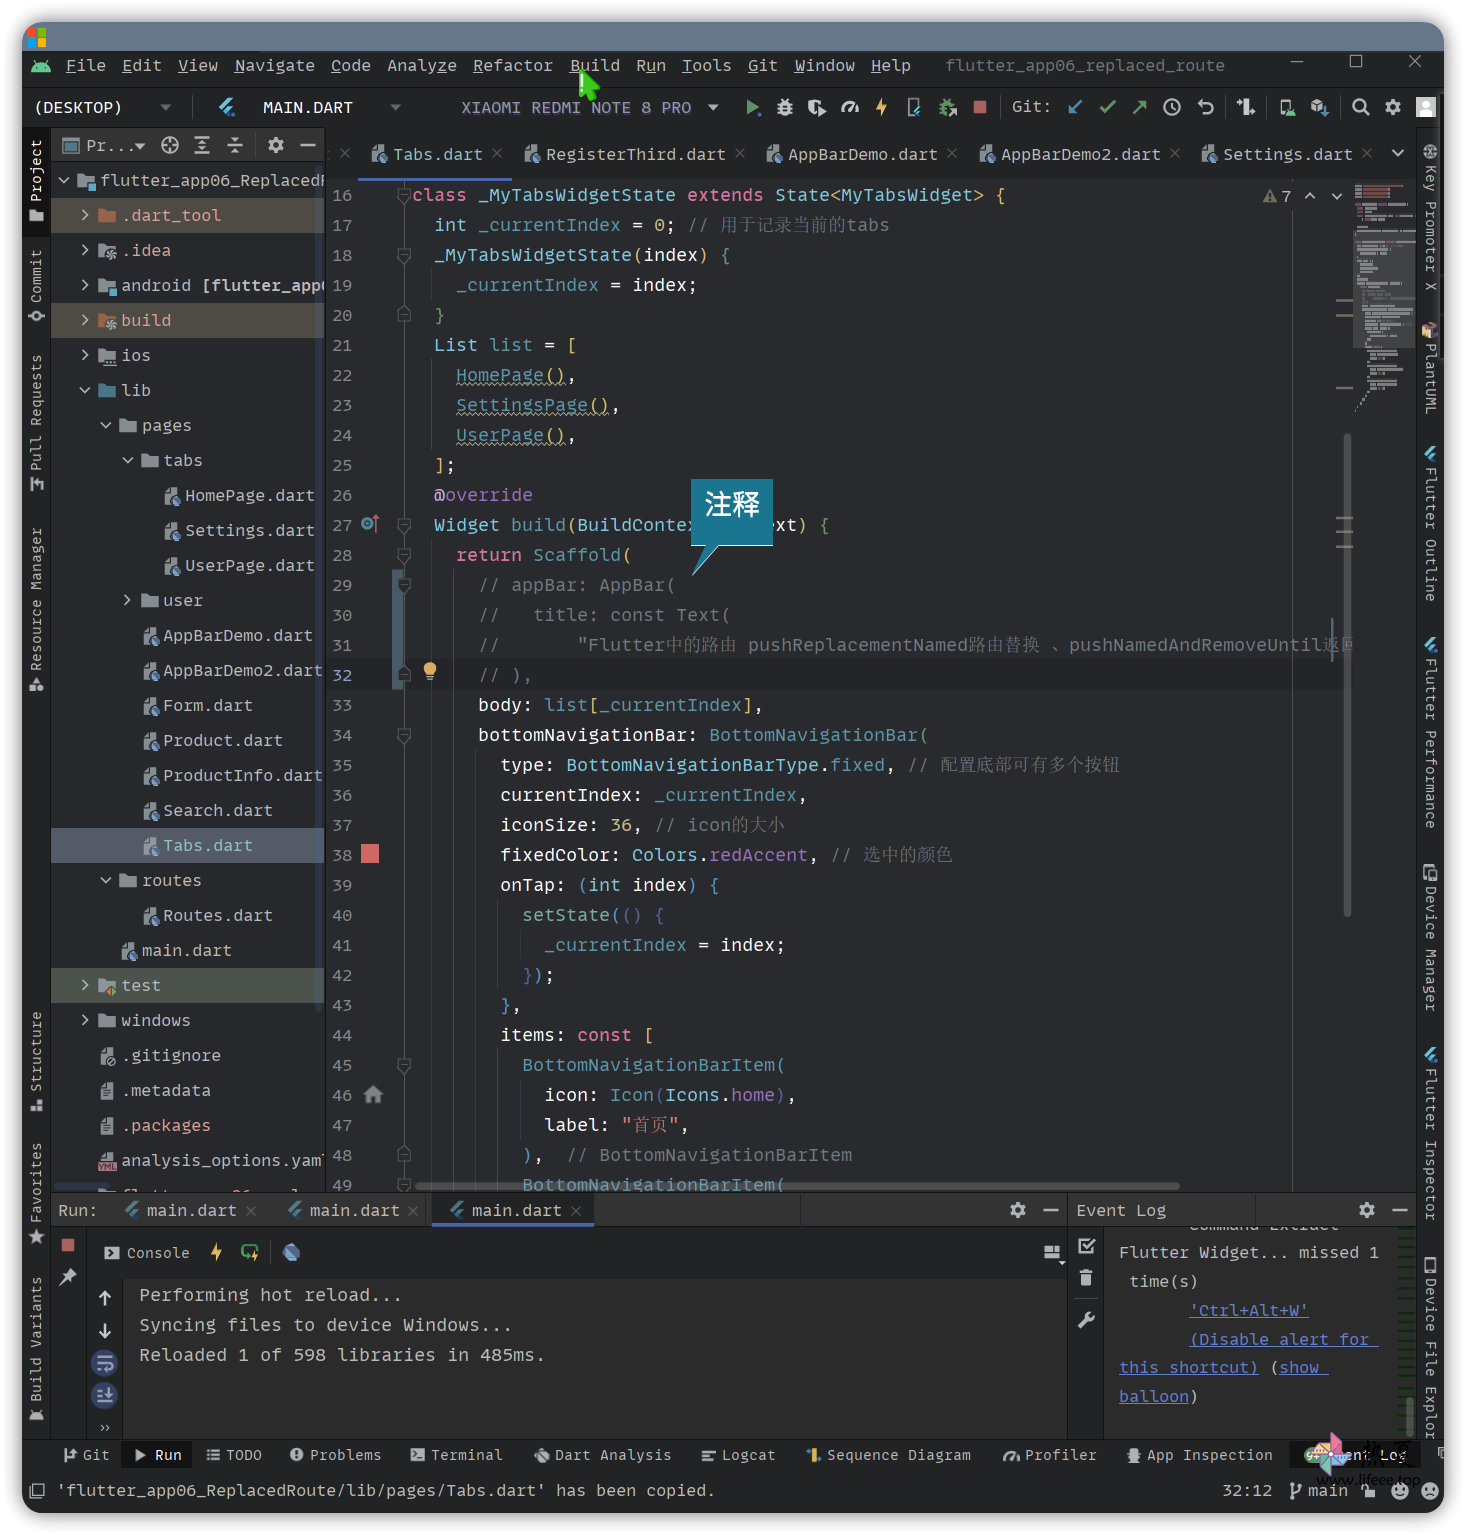 File Edit View Navigate Code Analyze Refactor Build Run Tools Git Window Help flutter_app06_replaced_route
(DESKTOP) MAIN.DART XIAOMI REDMI NOTE 8 PRO Git:
Pr... Tabs.dart RegisterThird.dart AppBarDemo.dart AppBarDemo2.dart Settings.dart
Project
Commit
Pull Requests
Resource Manager
Structure
Favorites
Build Variants
flutter_app06_Replaced
.dart_tool
.idea
android [flutter_app
build
ios
lib
pages
tabs
HomePage.dart
Settings.dart
UserPage.dart
user
AppBarDemo.dart
AppBarDemo2.dart
Form.dart
Product.dart
ProductInfo.dart
Search.dart
Tabs.dart
routes
Routes.dart
main.dart
test
windows
.gitignore
.metadata
.packages
analysis_options.yam
7
16 class _MyTabsWidgetState extends State<MyTabsWidget> {
17 int _currentIndex = 0; // 用于记录当前的tabs
18 _MyTabsWidgetState(index) {
19 _currentIndex = index;
20 }
21 List list = [
22 HomePage(),
23 SettingsPage(),
24 UserPage(),
25 ];
26 @override
注释
27 Widget build(BuildContex xt) {
28 return Scaffold(
29 // appBar: AppBar(
30 // title: const Text(
31 // "Flutter中的路由 pushReplacementNamed路由替换 、pushNamedAndRemoveUntil返回
32 // ),
33 body: list[_currentIndex],
34 bottomNavigationBar: BottomNavigationBar(
35 type: BottomNavigationBarType.fixed, // 配置底部可有多个按钮
36 currentIndex: _currentIndex,
37 iconSize: 36, // icon的大小
38 fixedColor: Colors.redAccent, // 选中的颜色
39 onTap: (int index) {
40 setState(() {
41 _currentIndex = index;
42 });
43 },
44 items: const [
45 BottomNavigationBarItem(
46 icon: Icon(Icons.home),
47 label: "首页",
48 ), // BottomNavigationBarItem
49 BottomNavigationBarItem(
Key Promoter X
PlantUML
Flutter Outline
Flutter Performance
Device Manager
Flutter Inspector
Device File Explor
Run: main.dart main.dart main.dart
Console
Performing hot reload...
Syncing files to device Windows...
Reloaded 1 of 598 libraries in 485ms.
Event Log
Command Extract
Flutter Widget... missed 1
time(s)
'Ctrl+Alt+W'
(Disable alert for
this shortcut) (show
balloon)
Git Run TODO Problems Terminal Dart Analysis Logcat Sequence Diagram Profiler App Inspection
www.lifeee.top
'flutter_app06_ReplacedRoute/lib/pages/Tabs.dart' has been copied. 32:12 main